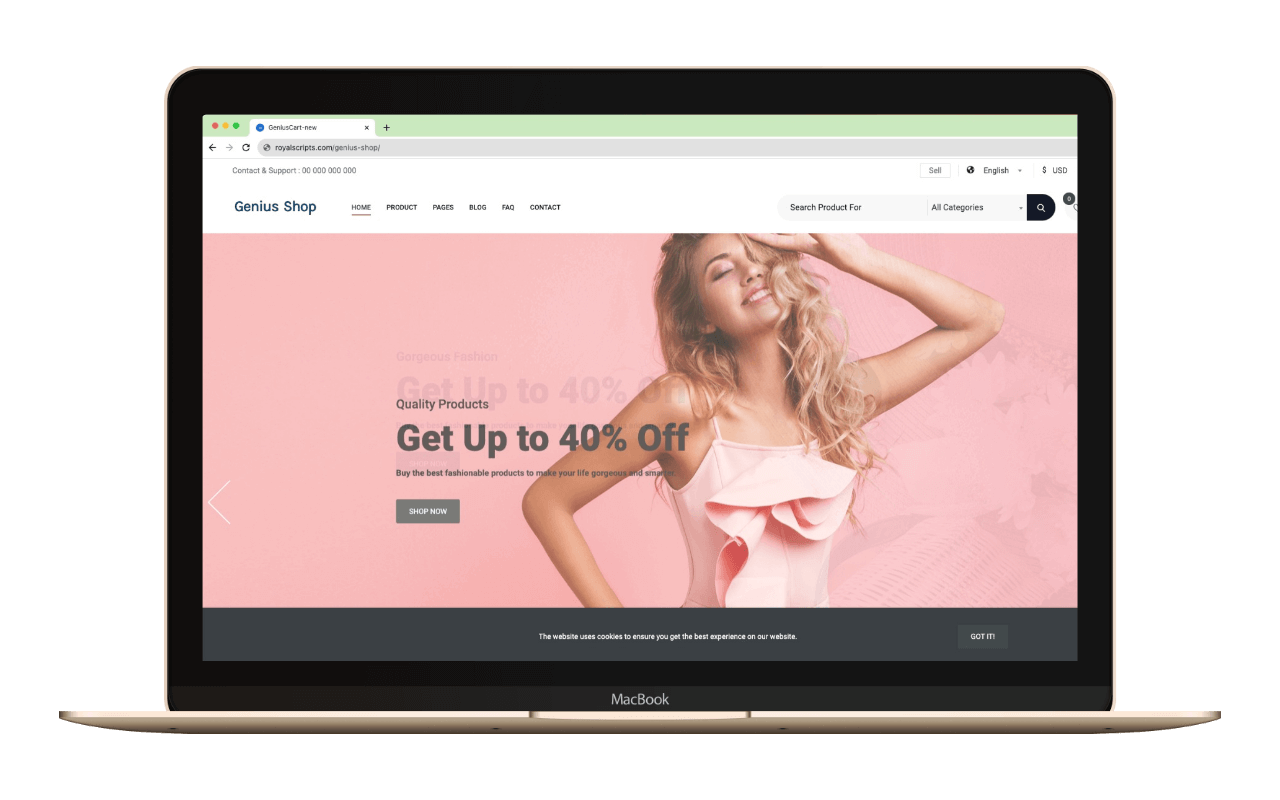 GeniusCart-new
royalscripts.com/genius-shop/
Contact & Support : 00 000 000 000
Sell
English
$ USD
Genius Shop
HOME PRODUCT PAGES BLOG FAQ CONTACT
Search Product For
All Categories
0
Gorgeous Fashion
Get Up to 40% Off
Quality Products
Get Up to 40% Off
Buy the best fashionable products to make your life gorgeous and smarter.
SHOP NOW
The website uses cookies to ensure you get the best experience on our website.
GOT IT!
MacBook